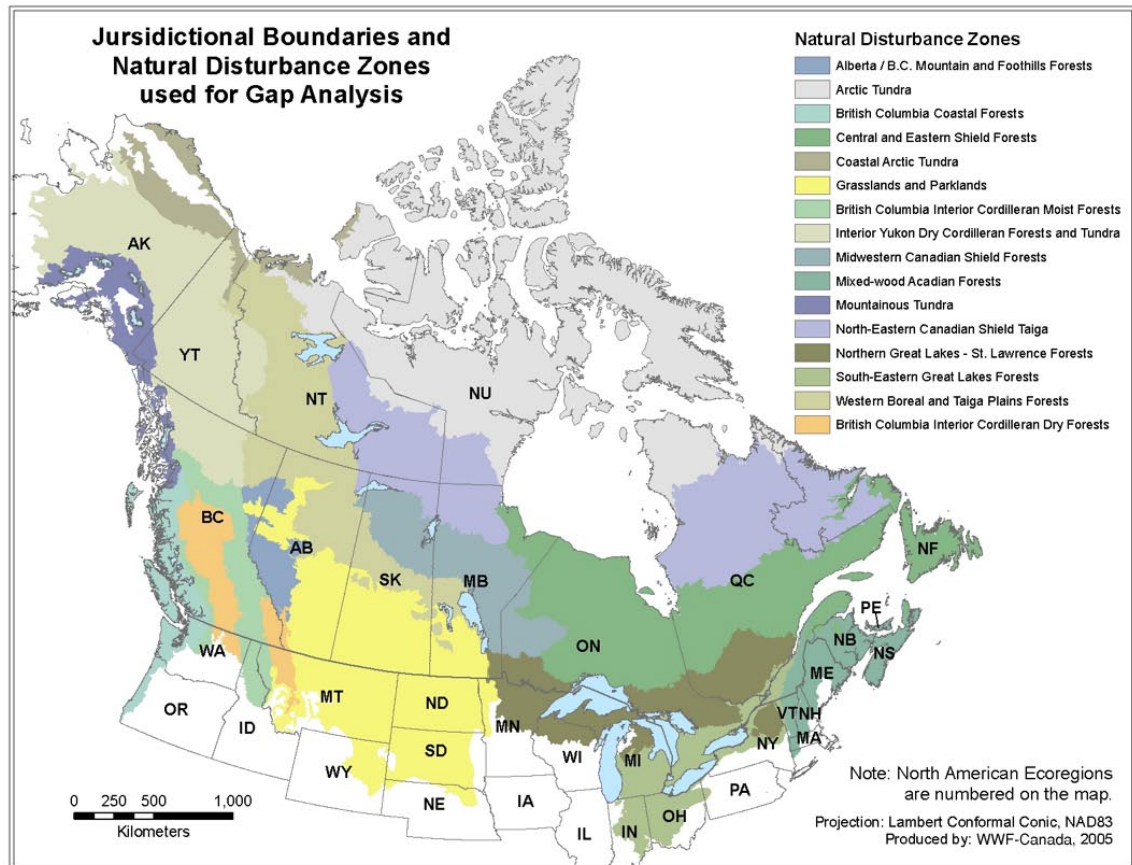 Jursidictional Boundaries and
Natural Disturbance Zones
used for Gap Analysis
Natural Disturbance Zones
Alberta / B.C. Mountain and Foothills Forests
Arctic Tundra
British Columbia Coastal Forests
Central and Eastern Shield Forests
Coastal Arctic Tundra
Grasslands and Parklands
British Columbia Interior Cordilleran Moist Forests
Interior Yukon Dry Cordilleran Forests and Tundra
Midwestern Canadian Shield Forests
Mixed-wood Acadian Forests
Mountainous Tundra
North-Eastern Canadian Shield Taiga
Northern Great Lakes - St. Lawrence Forests
South-Eastern Great Lakes Forests
Western Boreal and Taiga Plains Forests
British Columbia Interior Cordilleran Dry Forests
AK
YT
NT
NU
BC
AB
SK
MB
ON
QC
NF
PE
NB
NS
ME
WA
OR
ID
MT
ND
SD
WY
NE
MN
WI
IA
IL
MI
IN
OH
PA
NY
VT
NH
MA
0 250 500 1,000
Kilometers
Note: North American Ecoregions
are numbered on the map.
Projection: Lambert Conformal Conic, NAD83
Produced by: WWF-Canada, 2005